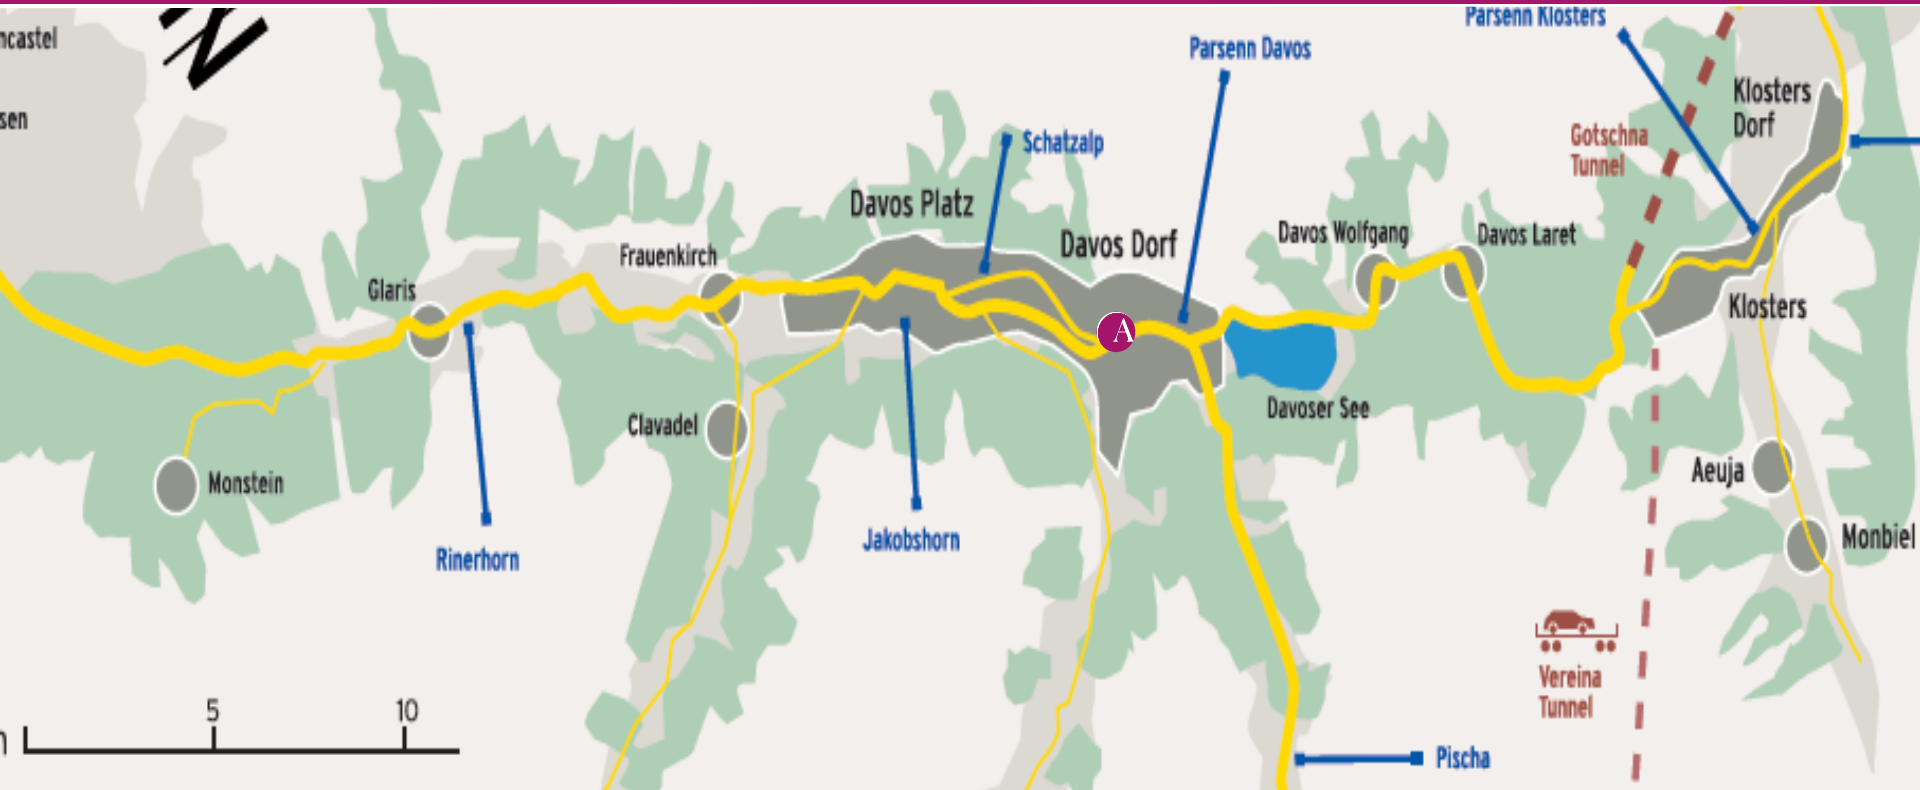 ncastel
sen
N
Parsenn Klosters
Parsenn Davos
Klosters
Dorf
Gotschna
Tunnel
Schatzalp
Davos Platz
Davos Dorf
Davos Wolfgang
Davos Laret
Frauenkirch
Glaris
Klosters
A
Davoser See
Clavadel
Monstein
Aeuja
Jakobshorn
Monbiel
Rinerhorn
Vereina
Tunnel
5 10
Pischa